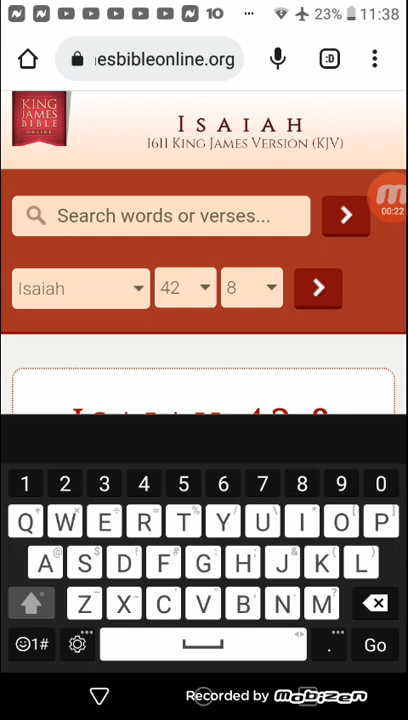 10 ... 23% 11:38
esbibleonline.org :D
KING
JAMES
BIBLE
ONLINE
ISAIAH
1611 KING JAMES VERSION (KJV)
00:22
Search words or verses...
Isaiah 42 8
1 2 3 4 5 6 7 8 9 0
Q W E R T Y U I O P
A S D F G H J K L
Z X C V B N M
1# . Go
Recorded by mobizen